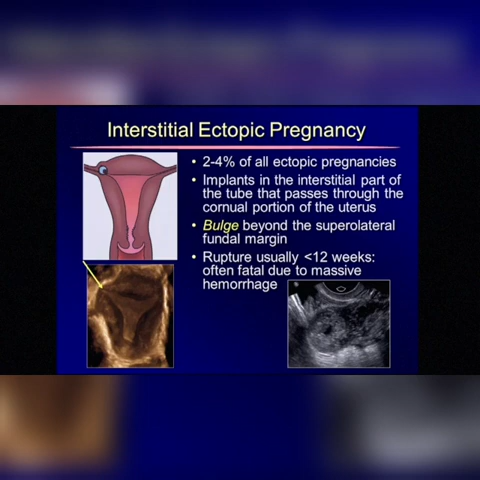 Interstitial Ectopic Pregnancy
• 2-4% of all ectopic pregnancies
• Implants in the interstitial part of
the tube that passes through the
cornual portion of the uterus
• Bulge beyond the superolateral
fundal margin
• Rupture usually <12 weeks:
often fatal due to massive
hemorrhage